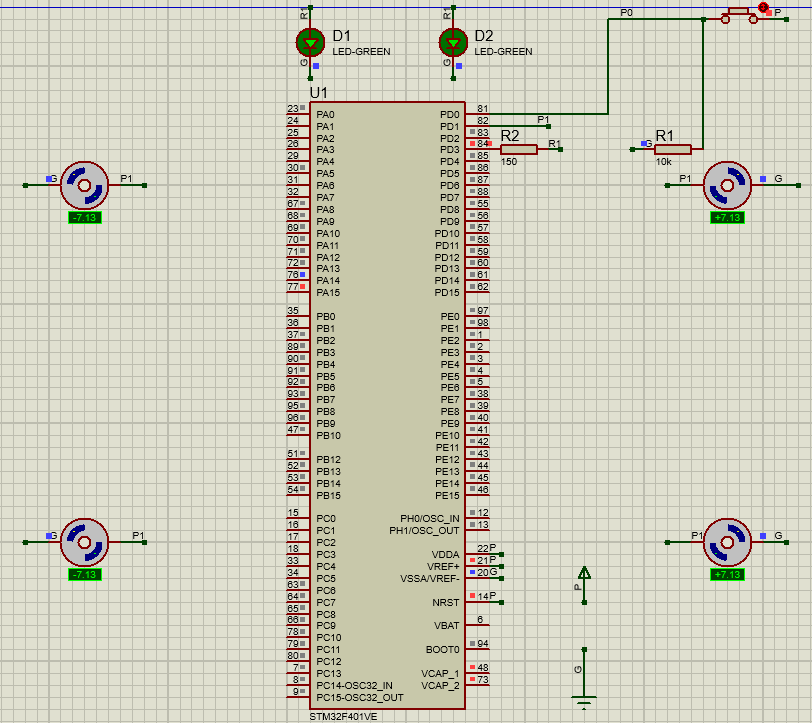 R1
G
D1
LED-GREEN
R1
G
D2
LED-GREEN
P0
P
U1
23 PA0
24 PA1
25 PA2
26 PA3
29 PA4
30 PA5
31 PA6
32 PA7
67 PA8
68 PA9
69 PA10
70 PA11
71 PA12
72 PA13
76 PA14
77 PA15
35 PB0
36 PB1
37 PB2
89 PB3
90 PB4
91 PB5
92 PB6
93 PB7
95 PB8
96 PB9
47 PB10
51 PB12
52 PB13
53 PB14
54 PB15
15 PC0
16 PC1
17 PC2
18 PC3
33 PC4
34 PC5
63 PC6
64 PC7
65 PC8
66 PC9
78 PC10
79 PC11
80 PC12
7 PC13
8 PC14-OSC32_IN
9 PC15-OSC32_OUT
PD0 81
PD1 82 P1
PD2 83
PD3 84
PD4 85
PD5 86
PD6 87
PD7 88
PD8 55
PD9 56
PD10 57
PD11 58
PD12 59
PD13 60
PD14 61
PD15 62
PE0 97
PE1 98
PE2 1
PE3 2
PE4 3
PE5 4
PE6 5
PE7 38
PE8 39
PE9 40
PE10 41
PE11 42
PE12 43
PE13 44
PE14 45
PE15 46
PH0/OSC_IN 12
PH1/OSC_OUT 13
VDDA 22 P
VREF+ 21 P
VSSA/VREF- 20 G
NRST 14 P
VBAT 6
BOOT0 94
VCAP_1 48
VCAP_2 73
STM32F401VE
R2
R1
150
R1
G
10k
G P1
-7.13
P1 G
+7.13
G P1
-7.13
P1 G
+7.13
P
G